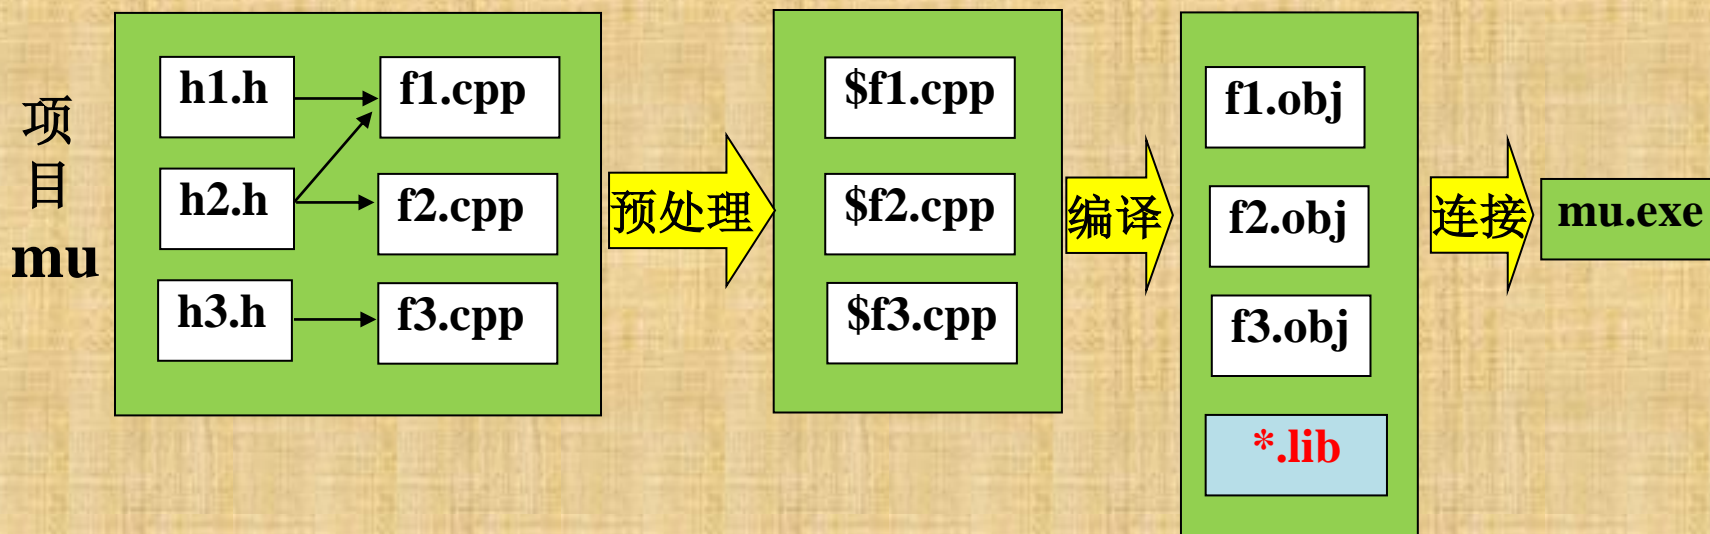 项
目
mu
h1.h
f1.cpp
h2.h
f2.cpp
h3.h
f3.cpp
预处理
$f1.cpp
$f2.cpp
$f3.cpp
编译
f1.obj
f2.obj
f3.obj
*.lib
连接
mu.exe